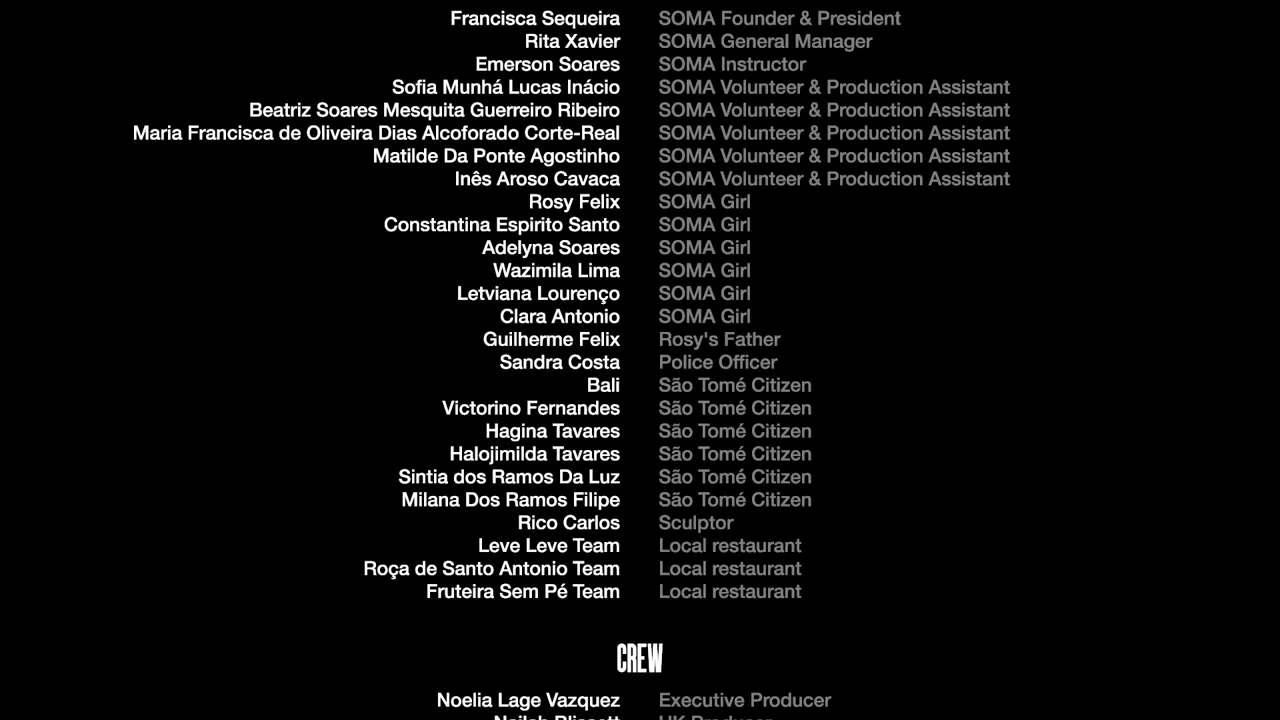 Francisca Sequeira SOMA Founder & President
Rita Xavier SOMA General Manager
Emerson Soares SOMA Instructor
Sofia Munhá Lucas Inácio SOMA Volunteer & Production Assistant
Beatriz Soares Mesquita Guerreiro Ribeiro SOMA Volunteer & Production Assistant
Maria Francisca de Oliveira Dias Alcoforado Corte-Real SOMA Volunteer & Production Assistant
Matilde Da Ponte Agostinho SOMA Volunteer & Production Assistant
Inês Aroso Cavaca SOMA Volunteer & Production Assistant
Rosy Felix SOMA Girl
Constantina Espirito Santo SOMA Girl
Adelyna Soares SOMA Girl
Wazimila Lima SOMA Girl
Letviana Lourenço SOMA Girl
Clara Antonio SOMA Girl
Guilherme Felix Rosy's Father
Sandra Costa Police Officer
Bali São Tomé Citizen
Victorino Fernandes São Tomé Citizen
Hagina Tavares São Tomé Citizen
Halojimilda Tavares São Tomé Citizen
Sintia dos Ramos Da Luz São Tomé Citizen
Milana Dos Ramos Filipe São Tomé Citizen
Rico Carlos Sculptor
Leve Leve Team Local restaurant
Roça de Santo Antonio Team Local restaurant
Fruteira Sem Pé Team Local restaurant
CREW
Noelia Lage Vazquez Executive Producer
UK Producer